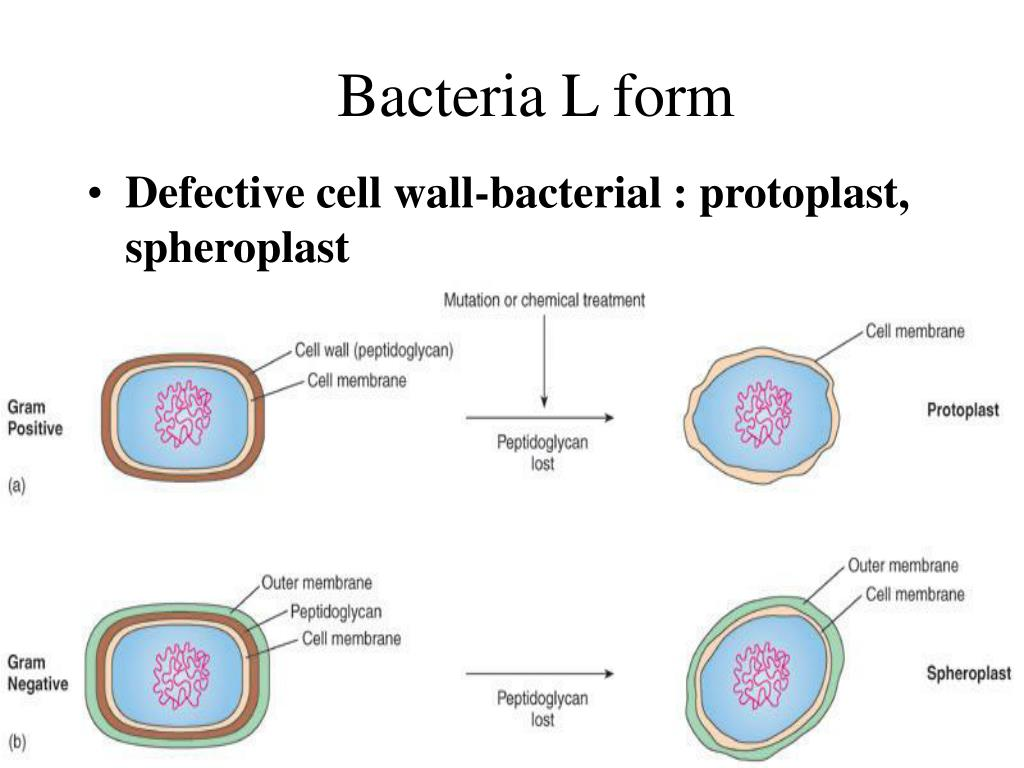 Bacteria L form
• Defective cell wall-bacterial : protoplast,
spheroplast
Mutation or chemical treatment
Cell wall (peptidoglycan)
Cell membrane
Gram
Positive
(a)
Peptidoglycan
lost
Cell membrane
Protoplast
Outer membrane
Peptidoglycan
Cell membrane
Gram
Negative
(b)
Peptidoglycan
lost
Outer membrane
Cell membrane
Spheroplast